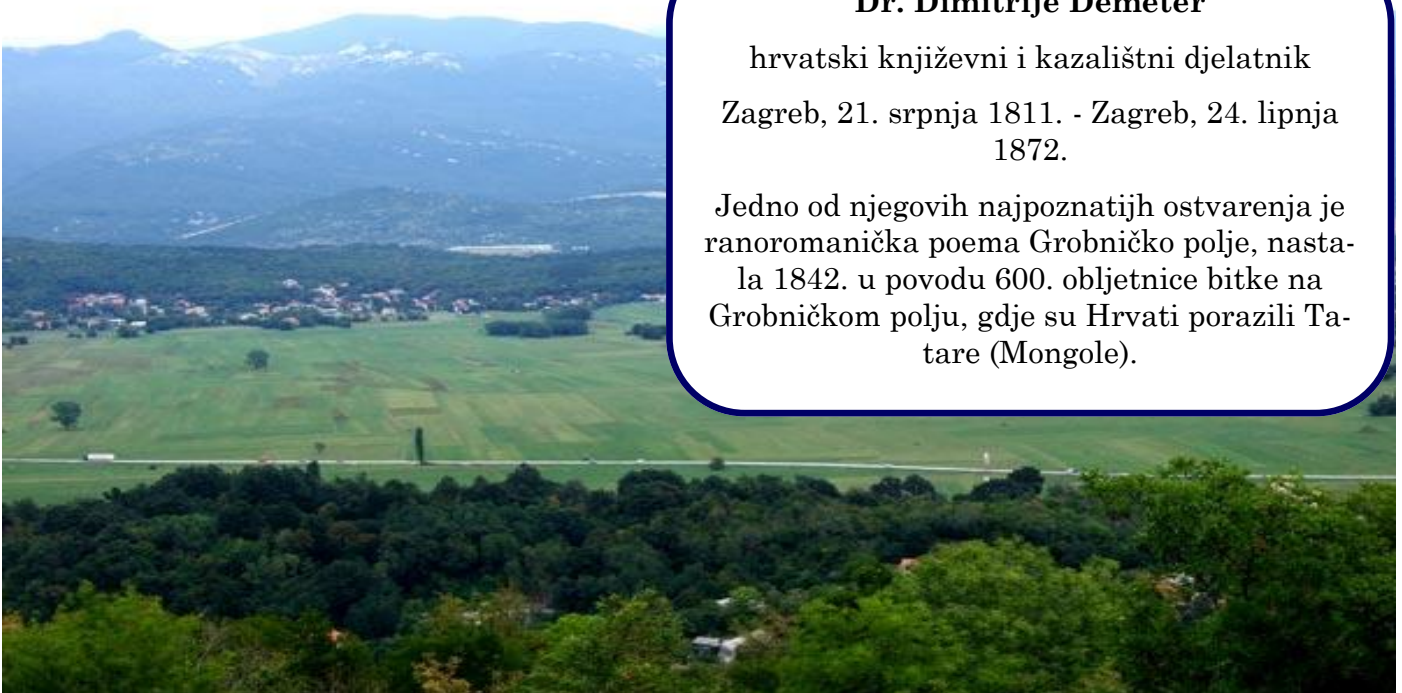 Dr. Dimitrije Demeter
hrvatski književni i kazalištni djelatnik
Zagreb, 21. srpnja 1811. - Zagreb, 24. lipnja
1872.
Jedno od njegovih najpoznatijh ostvarenja je
ranoromanička poema Grobničko polje, nasta-
la 1842. u povodu 600. obljetnice bitke na
Grobničkom polju, gdje su Hrvati porazili Ta-
tare (Mongole).